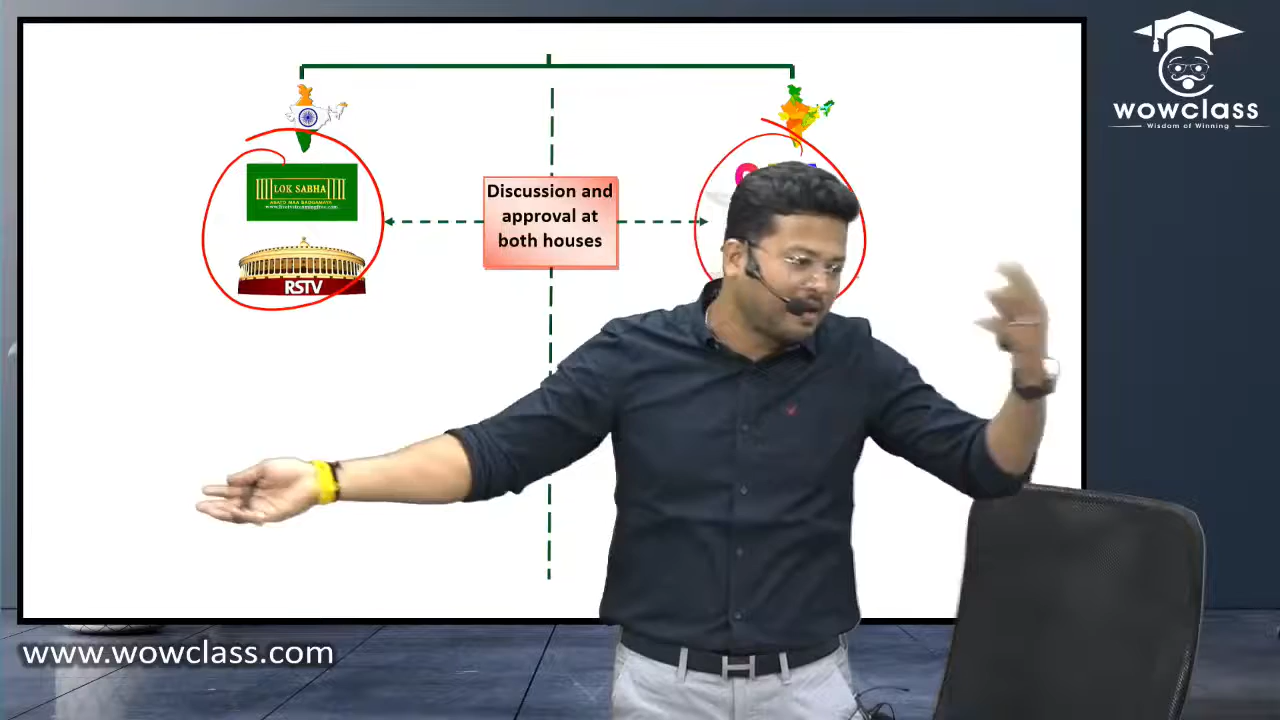 wowclass
Wisdom of Winning
LOK SABHA
Discussion and
approval at
both houses
RSTV
www.wowclass.com